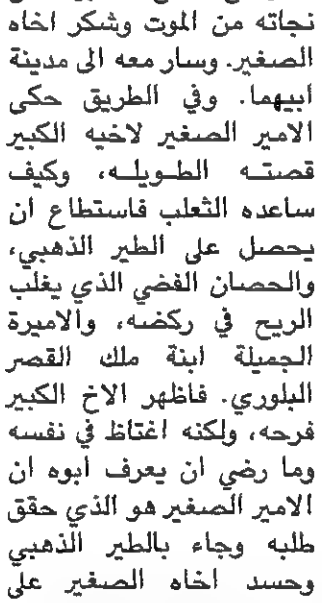 نجاته من الموت وشكر اخاه
الصغير. وسار معه الى مدينة
ابيهما. وفي الطريق حكى
الامير الصغير لاخيه الكبير
قصته الطويله، وكيف
ساعده الثعلب فاستطاع ان
يحصل على الطير الذهبي،
والحصان الفضي الذي يغلب
الريح في ركضه، والاميرة
الجميلة ابنة ملك القصر
البلوري. فاظهر الاخ الكبير
فرحه، ولكنه اغتاظ في نفسه
وما رضي ان يعرف ابوه ان
الامير الصغير هو الذي حقق
طلبه وجاء بالطير الذهبي
وحسد اخاه الصغير على